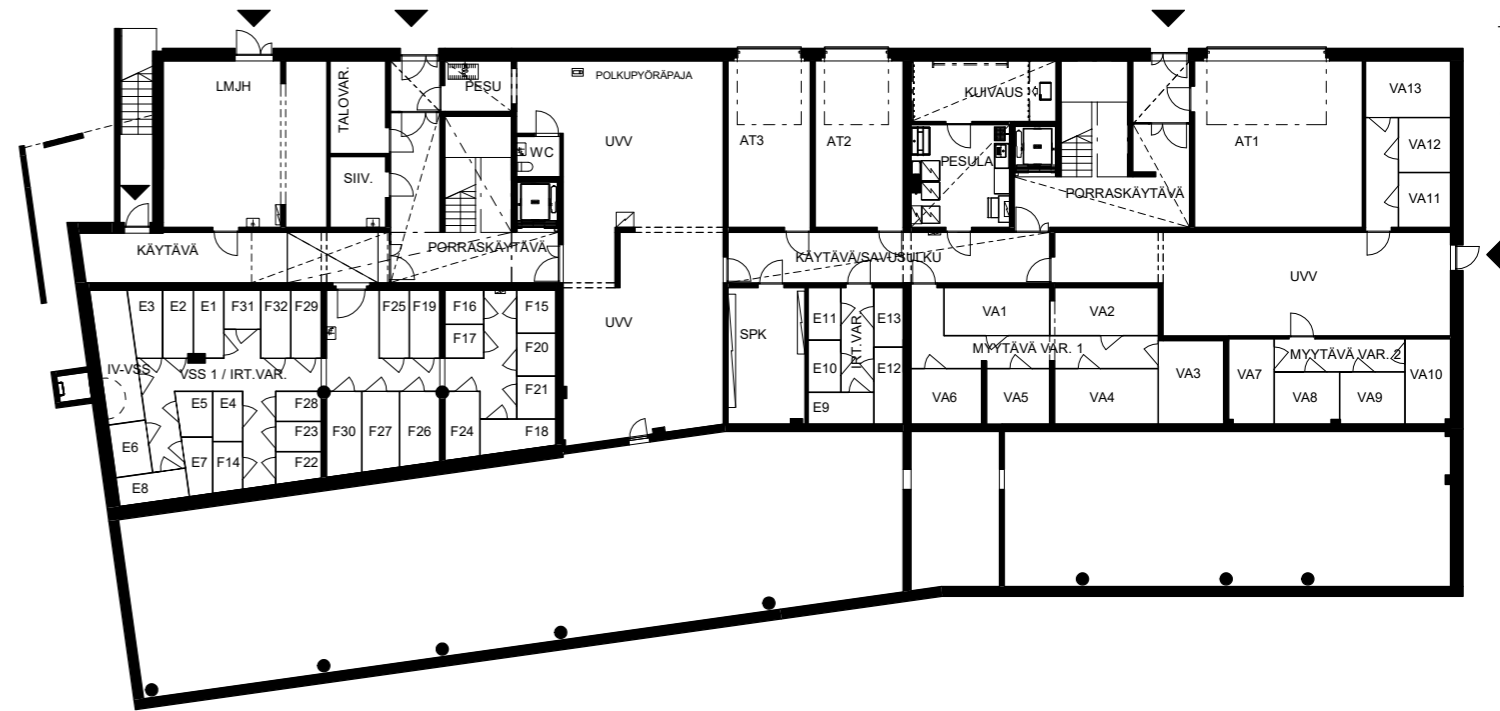 LMJH
TALOVAR.
SIIV.
PESU
WC
POLKUPYÖRÄPAJA
UVV
AT3
AT2
KUIVAUS
PESULA
PORRASKÄYTÄVÄ
AT1
VA13
VA12
VA11
KÄYTÄVÄ
PORRASKÄYTÄVÄ
KÄYTÄVÄ/SAVUSULKU
UVV
E3
E2
E1
F31
F32
F29
F25
F19
F16
F15
F17
F20
F21
UVV
SPK
E11
E13
IRT.VAR.
E10
E12
E9
VA1
VA2
MYYTÄVÄ VAR. 1
VA6
VA5
VA4
VA3
VA7
MYYTÄVÄ VAR. 2
VA8
VA9
VA10
IV-VSS
VSS 1 / IRT.VAR.
E5
E4
F28
F23
F22
E6
E7
F14
E8
F30
F27
F26
F24
F18